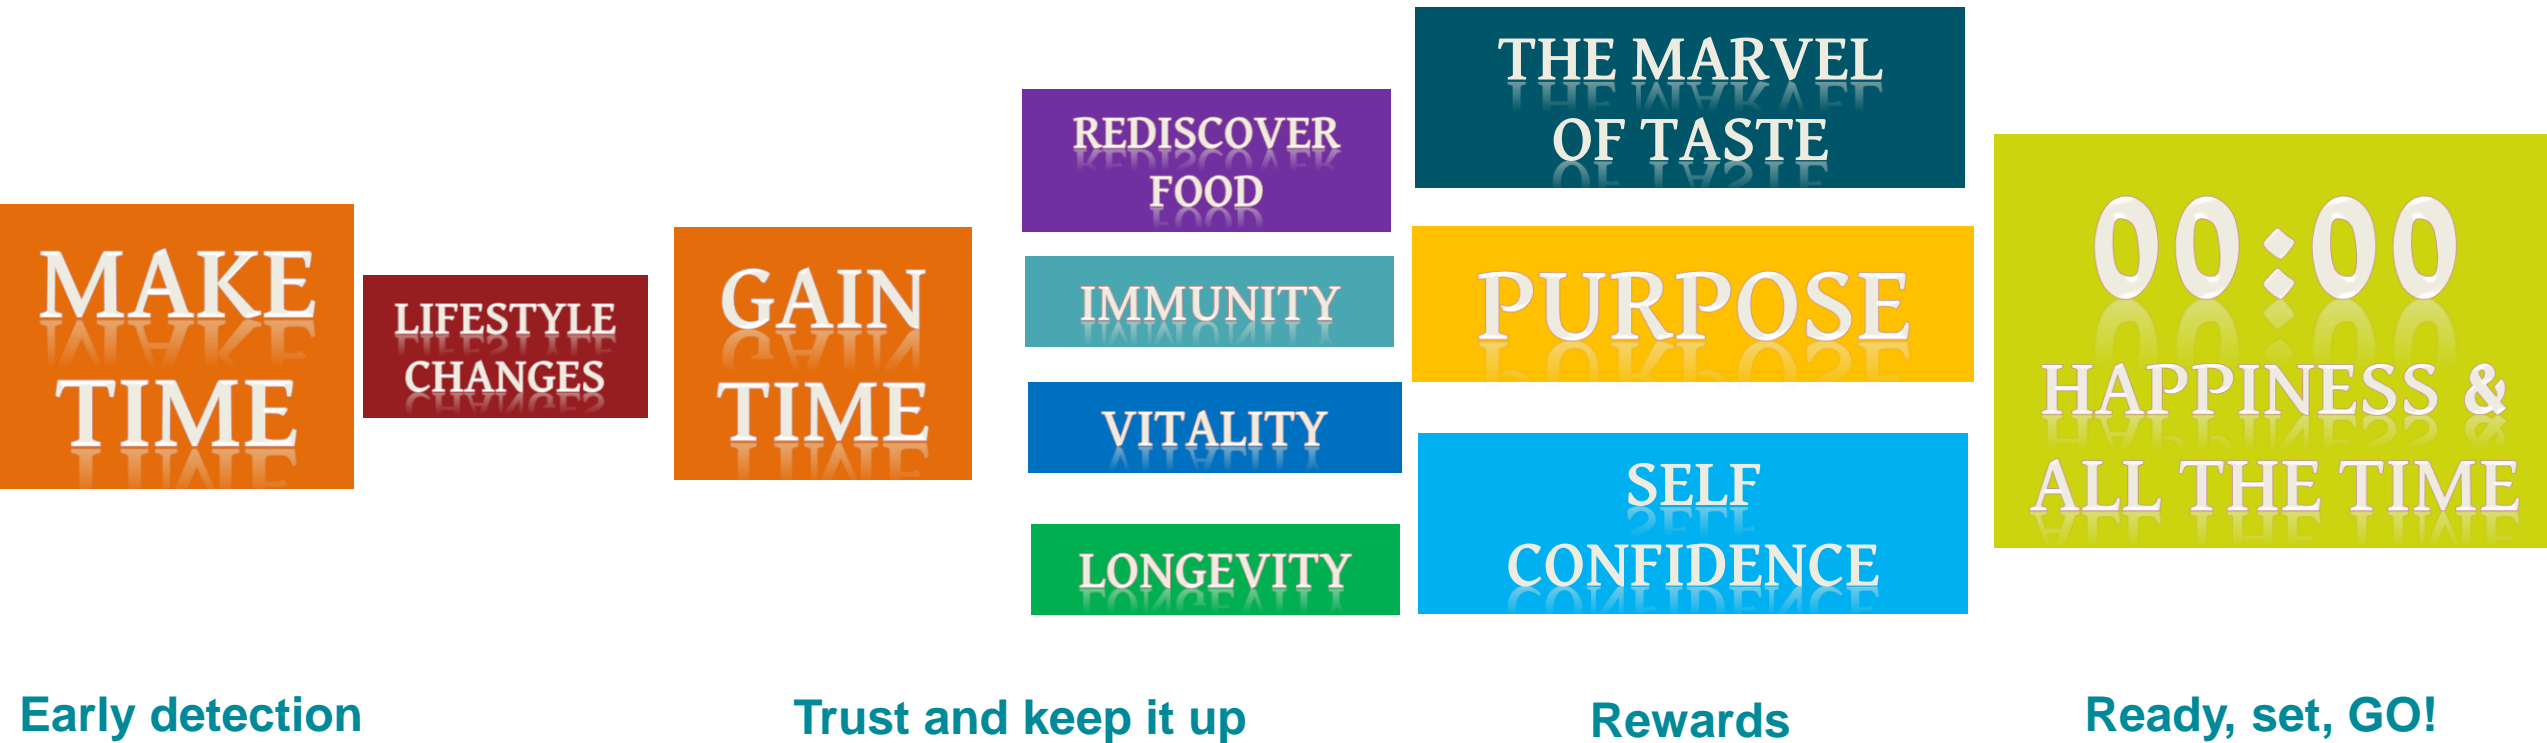 MAKE
TIME
LIFESTYLE
CHANGES
GAIN
TIME
REDISCOVER
FOOD
IMMUNITY
VITALITY
LONGEVITY
THE MARVEL
OF TASTE
PURPOSE
SELF
CONFIDENCE
00:00
HAPPINESS &
ALL THE TIME
Early detection
Trust and keep it up
Rewards
Ready, set, GO!